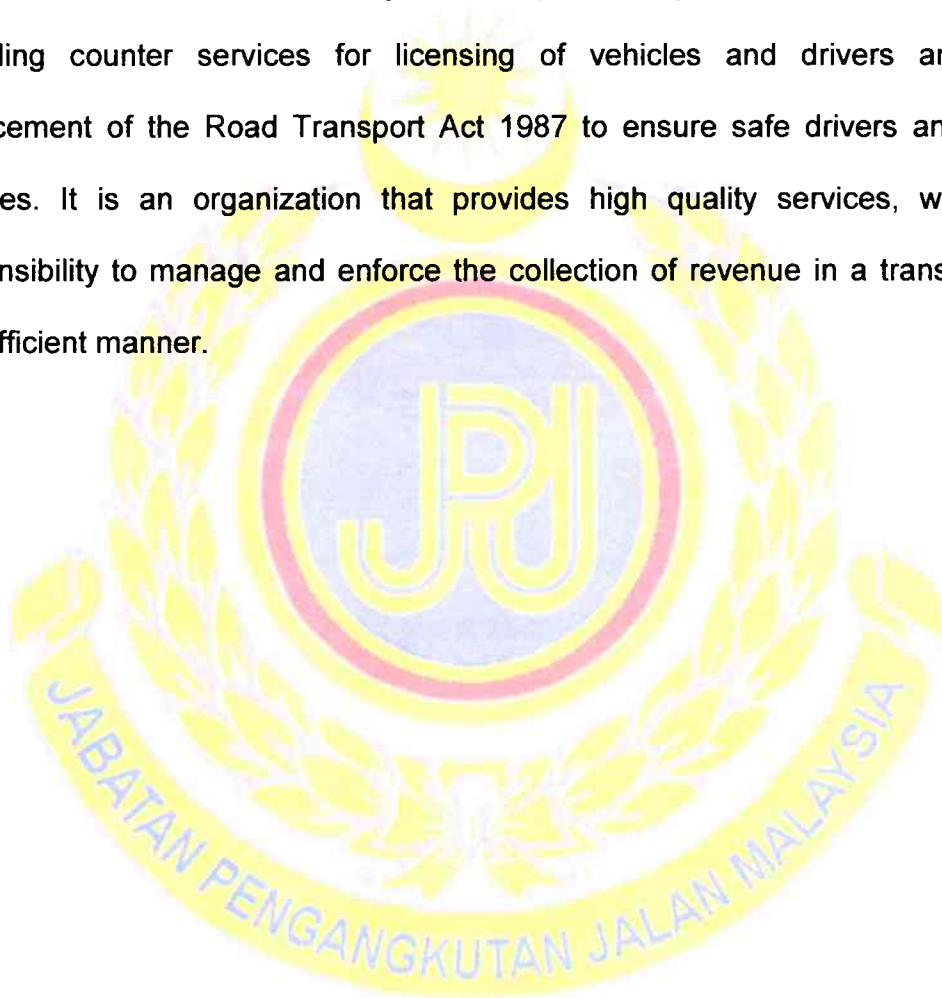 ling counter services for licensing of vehicles and drivers an
cement of the Road Transport Act 1987 to ensure safe drivers an
es. It is an organization that provides high quality services, w
nsibility to manage and enforce the collection of revenue in a trans
fficient manner.
JPJ
JABATAN PENGANGKUTAN JALAN MALAYSIA